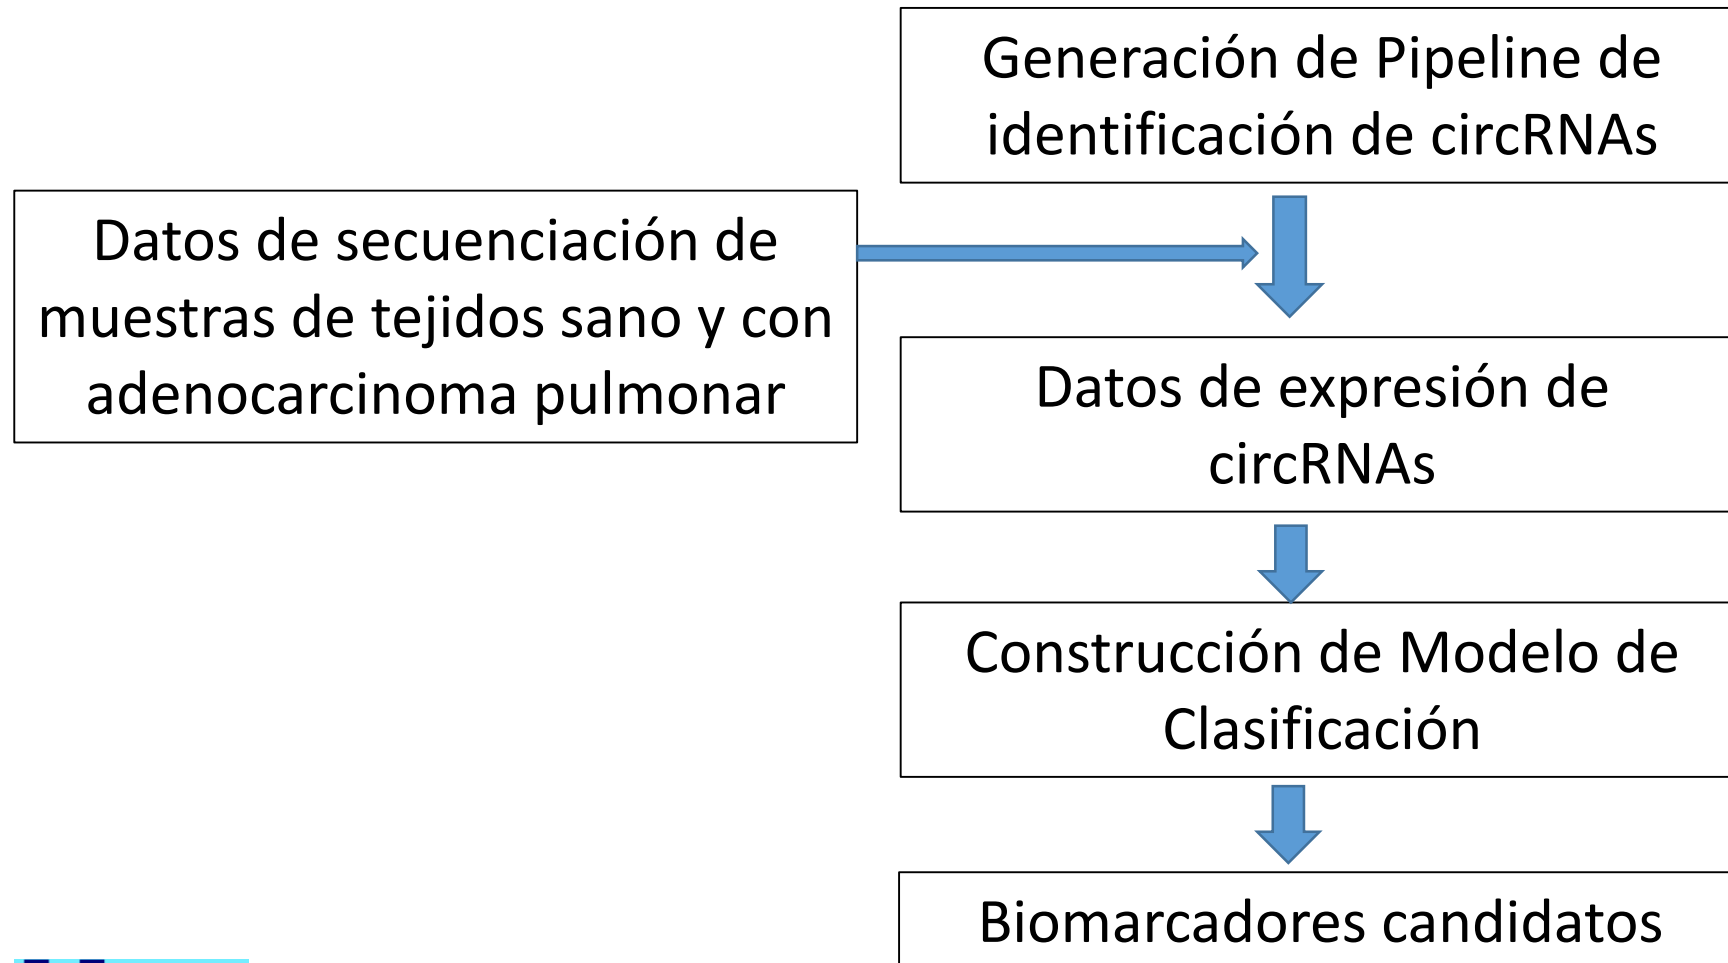 Generación de Pipeline de
identificación de circRNAs
Datos de secuenciación de
muestras de tejidos sano y con
adenocarcinoma pulmonar
Datos de expresión de
circRNAs
Construcción de Modelo de
Clasificación
Biomarcadores candidatos